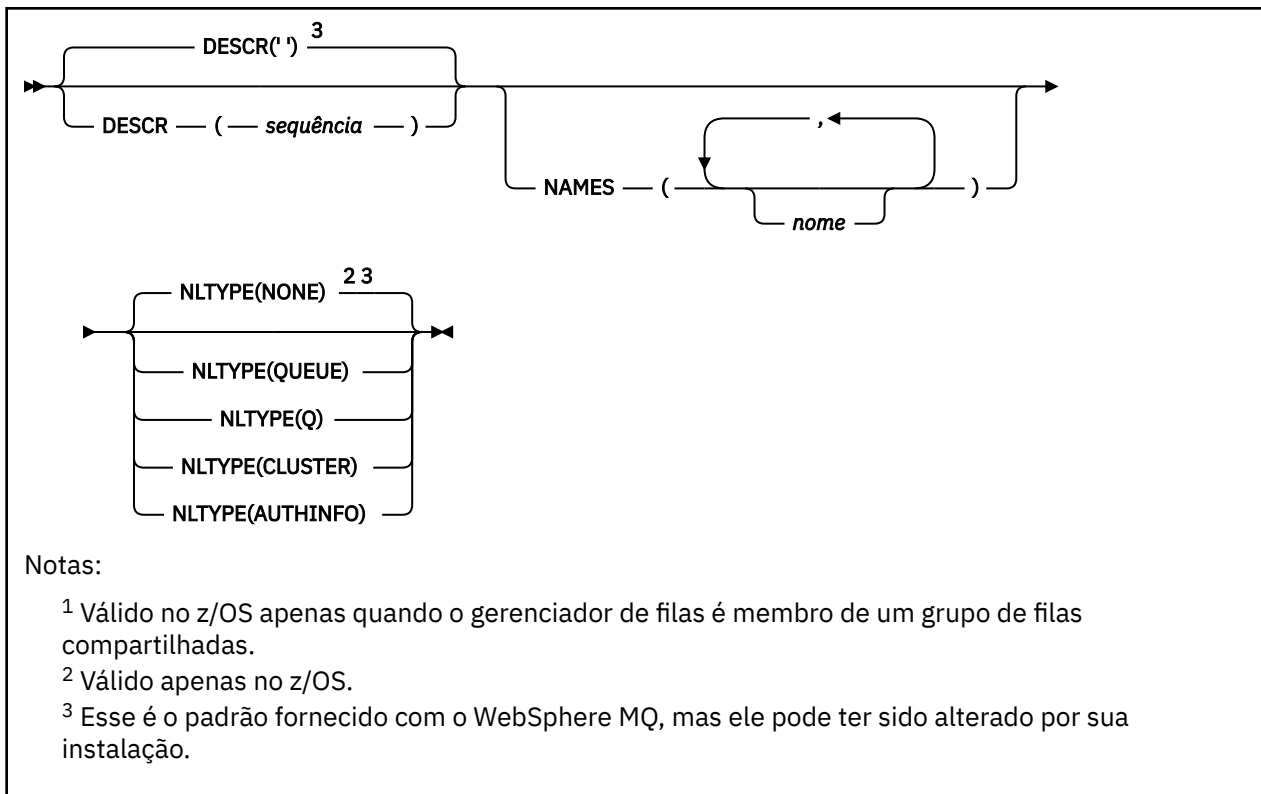 DESCR(' ') 3
DESCR ( sequência )
,
NAMES ( )
nome
NLTYPE(NONE) 2 3
NLTYPE(QUEUE)
NLTYPE(Q)
NLTYPE(CLUSTER)
NLTYPE(AUTHINFO)
Notas:
1 Válido no z/OS apenas quando o gerenciador de filas é membro de um grupo de filas
compartilhadas.
2 Válido apenas no z/OS.
3 Esse é o padrão fornecido com o WebSphere MQ, mas ele pode ter sido alterado por sua
instalação.